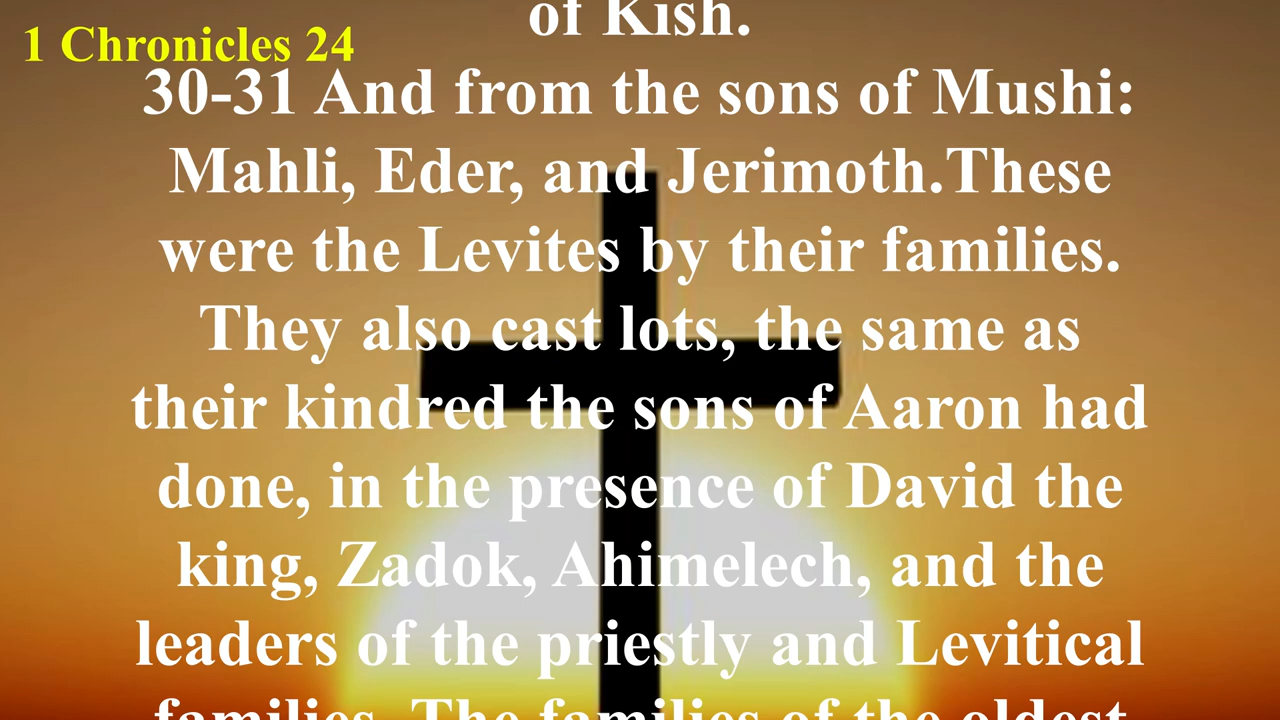 of Kish.
1 Chronicles 24
30-31 And from the sons of Mushi:
Mahli, Eder, and Jerimoth.These
were the Levites by their families.
They also cast lots, the same as
their kindred the sons of Aaron had
done, in the presence of David the
king, Zadok, Ahimelech, and the
leaders of the priestly and Levitical
families. The families of the oldest